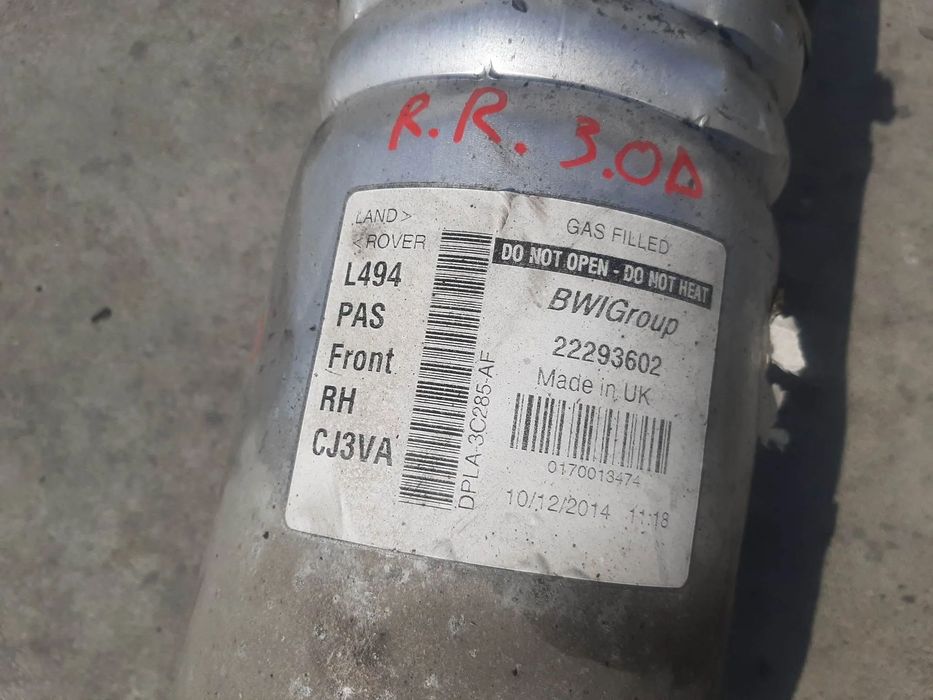 R.R. 3.0D
LAND >
< ROVER
L494
PAS
Front
RH
CJ3VA
DPLA-3C285-AF
GAS FILLED
DO NOT OPEN - DO NOT HEAT
BWIGroup
22293602
Made in UK
0170013474
10/12/2014 11:18